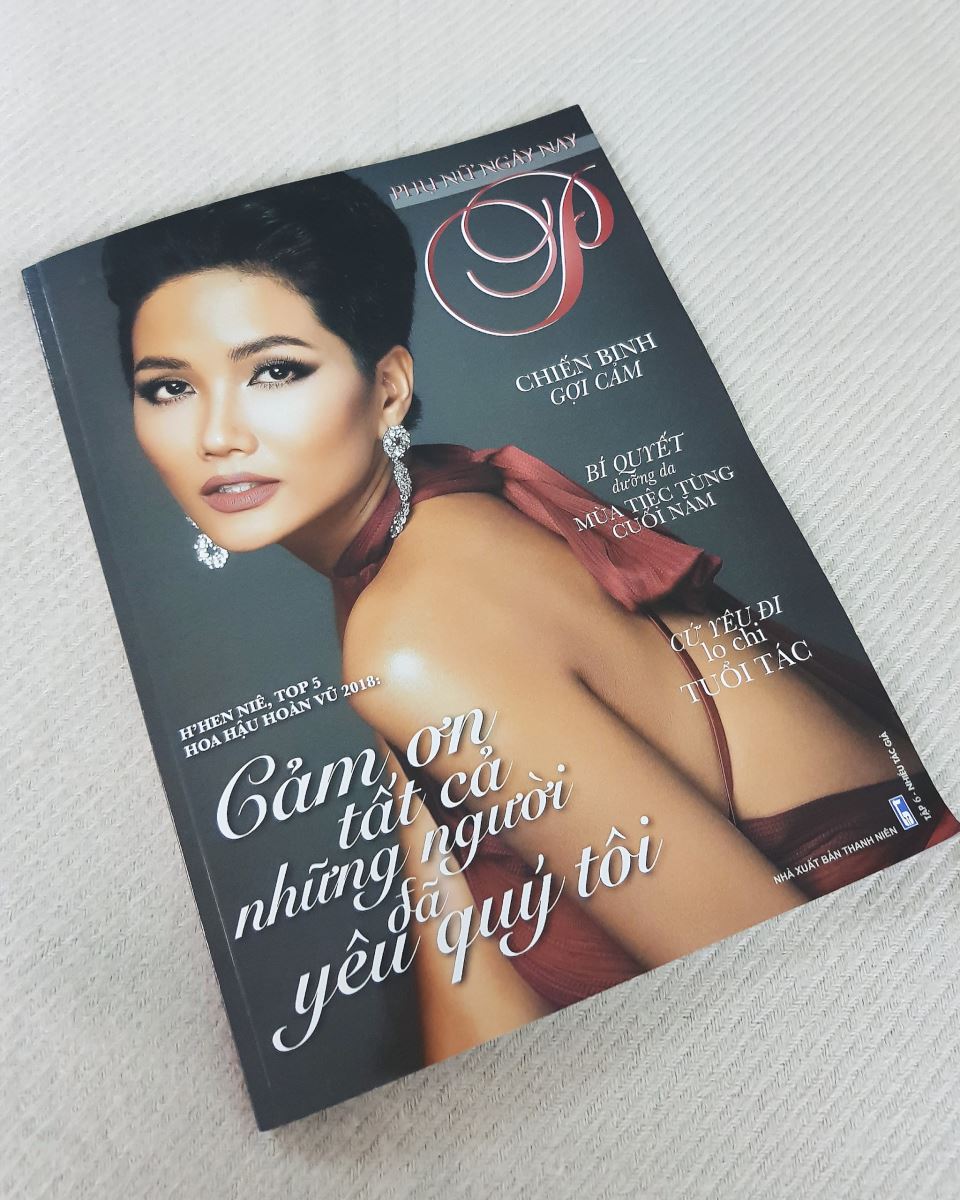 PHỤ NỮ NGÀY NAY
P
CHIẾN BINH
GỢI CẢM
BÍ QUYẾT
dưỡng da
MÙA TIỆC TÙNG
CUỐI NĂM
CỨ YÊU ĐI
lo chi
TUỔI TÁC
H'HEN NIÊ, TOP 5
HOA HẬU HOÀN VŨ 2018:
Cảm ơn
tất cả
những người
đã
yêu quý tôi
NHÀ XUẤT BẢN THANH NIÊN
TẬP 6 - NHIỀU TÁC GIẢ